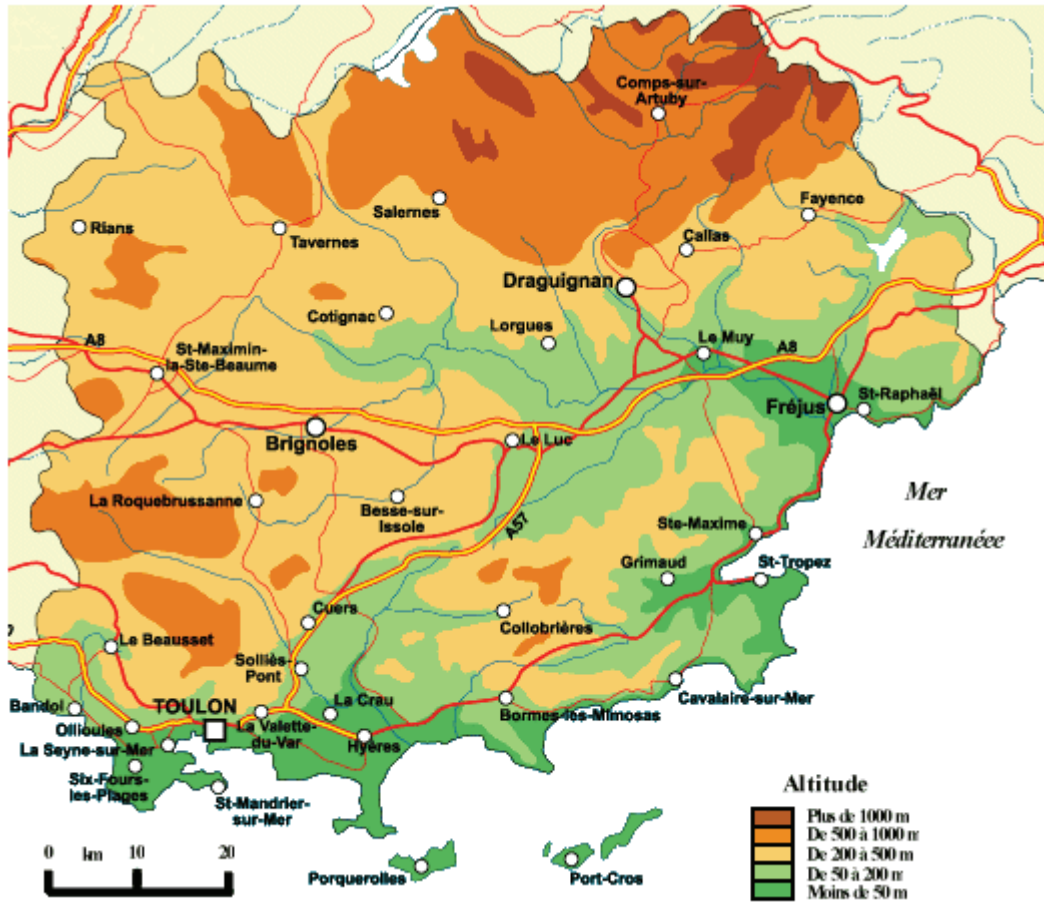 Comps-sur-
Artuby
Rians
Tavernes
Salernes
Fayence
Callas
Draguignan
Cotignac
Lorgues
Le Muy
A8
A8
St-Maximin-
la-Ste-Beaume
Brignoles
Le Luc
Fréjus
St-Raphaël
La Roquebrussanne
Besse-sur-
Issole
A57
Mer
Méditerranéee
Ste-Maxime
Grimaud
St-Tropez
Cuers
Collobrières
Le Beausset
Solliès-
Pont
Bandol
TOULON
La Crau
Cavalaire-sur-Mer
Ollioules
La Valette-
du-Var
Hyères
Bormes-les-Mimosas
La Seyne-sur-Mer
Six-Fours-
les-Plages
St-Mandrier-
sur-Mer
Porquerolles
Port-Cros
0 km 10 20
Altitude
Plus de 1000 m
De 500 à 1000 m
De 200 à 500 m
De 50 à 200 m
Moins de 50 m